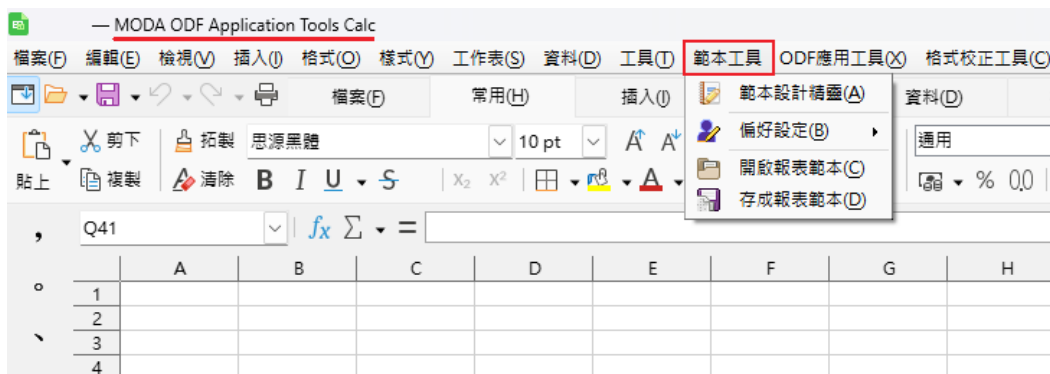 — MODA ODF Application Tools Calc
檔案(F) 編輯(E) 檢視(V) 插入(I) 格式(O) 樣式(Y) 工作表(S) 資料(D) 工具(T) 範本工具 ODF應用工具(X) 格式校正工具(C)
檔案(F) 常用(H) 插入(I) 資料(D)
範本設計精靈(A)
偏好設定(B)
開啟報表範本(C)
存成報表範本(D)
剪下 拓製 思源黑體 10 pt 通用
貼上 複製 清除 B I U S X₂ X² A % 0.0
, Q41 fx Σ =
A B C D E F G H
。 1
2
、 3
4